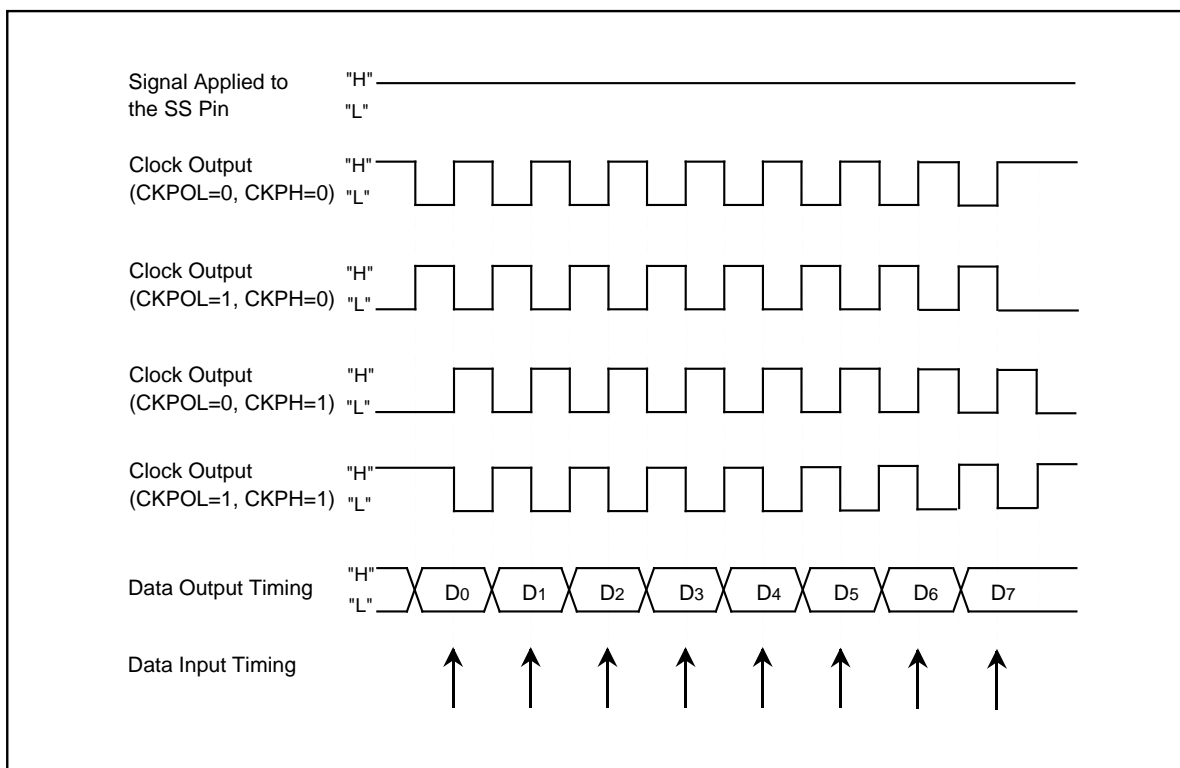 Signal Applied to
the SS Pin
"H"
"L"
Clock Output
(CKPOL=0, CKPH=0)
"H"
"L"
Clock Output
(CKPOL=1, CKPH=0)
"H"
"L"
Clock Output
(CKPOL=0, CKPH=1)
"H"
"L"
Clock Output
(CKPOL=1, CKPH=1)
"H"
"L"
Data Output Timing
"H"
"L"
D0 D1 D2 D3 D4 D5 D6 D7
Data Input Timing